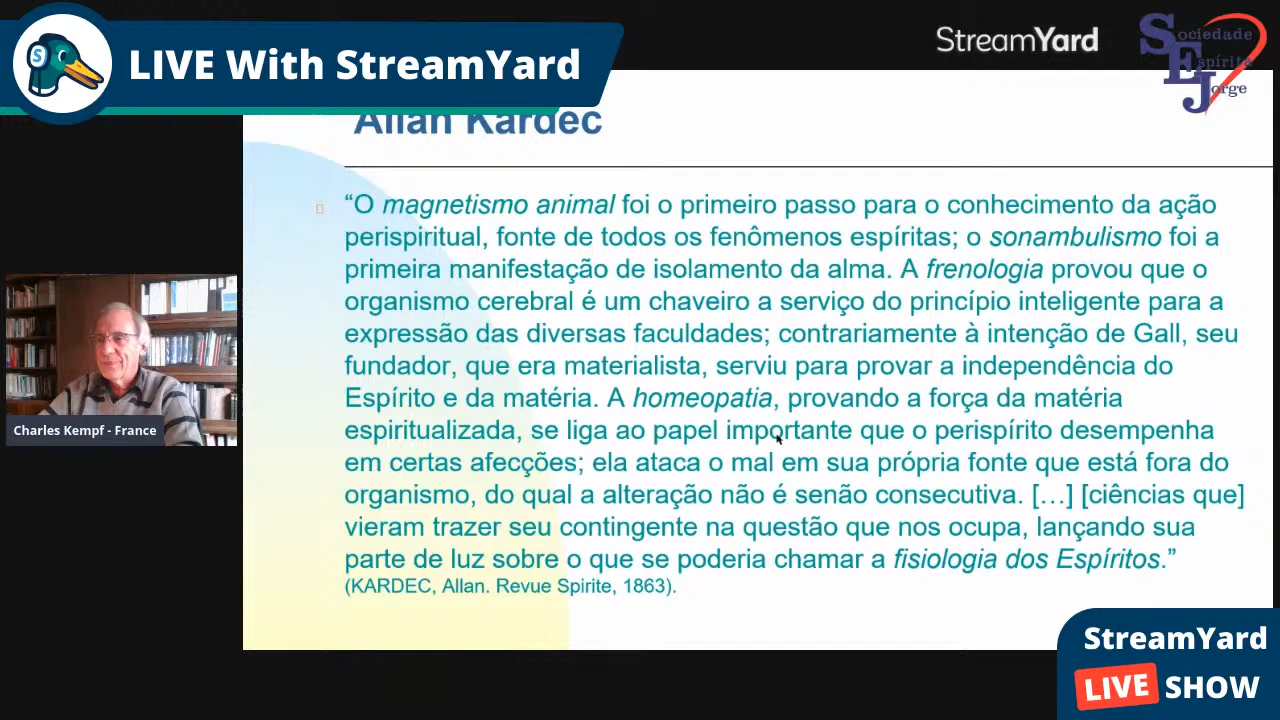 LIVE With StreamYard
StreamYard
Sociedade
Espírita
Jorge
Allan Kardec
“O magnetismo animal foi o primeiro passo para o conhecimento da ação
perispiritual, fonte de todos os fenômenos espíritas; o sonambulismo foi a
primeira manifestação de isolamento da alma. A frenologia provou que o
organismo cerebral é um chaveiro a serviço do princípio inteligente para a
expressão das diversas faculdades; contrariamente à intenção de Gall, seu
fundador, que era materialista, serviu para provar a independência do
Espírito e da matéria. A homeopatia, provando a força da matéria
espiritualizada, se liga ao papel importante que o perispírito desempenha
em certas afecções; ela ataca o mal em sua própria fonte que está fora do
organismo, do qual a alteração não é senão consecutiva. […] [ciências que]
vieram trazer seu contingente na questão que nos ocupa, lançando sua
parte de luz sobre o que se poderia chamar a fisiologia dos Espíritos.”
(KARDEC, Allan. Revue Spirite, 1863).
Charles Kempf - France
StreamYard
LIVE SHOW